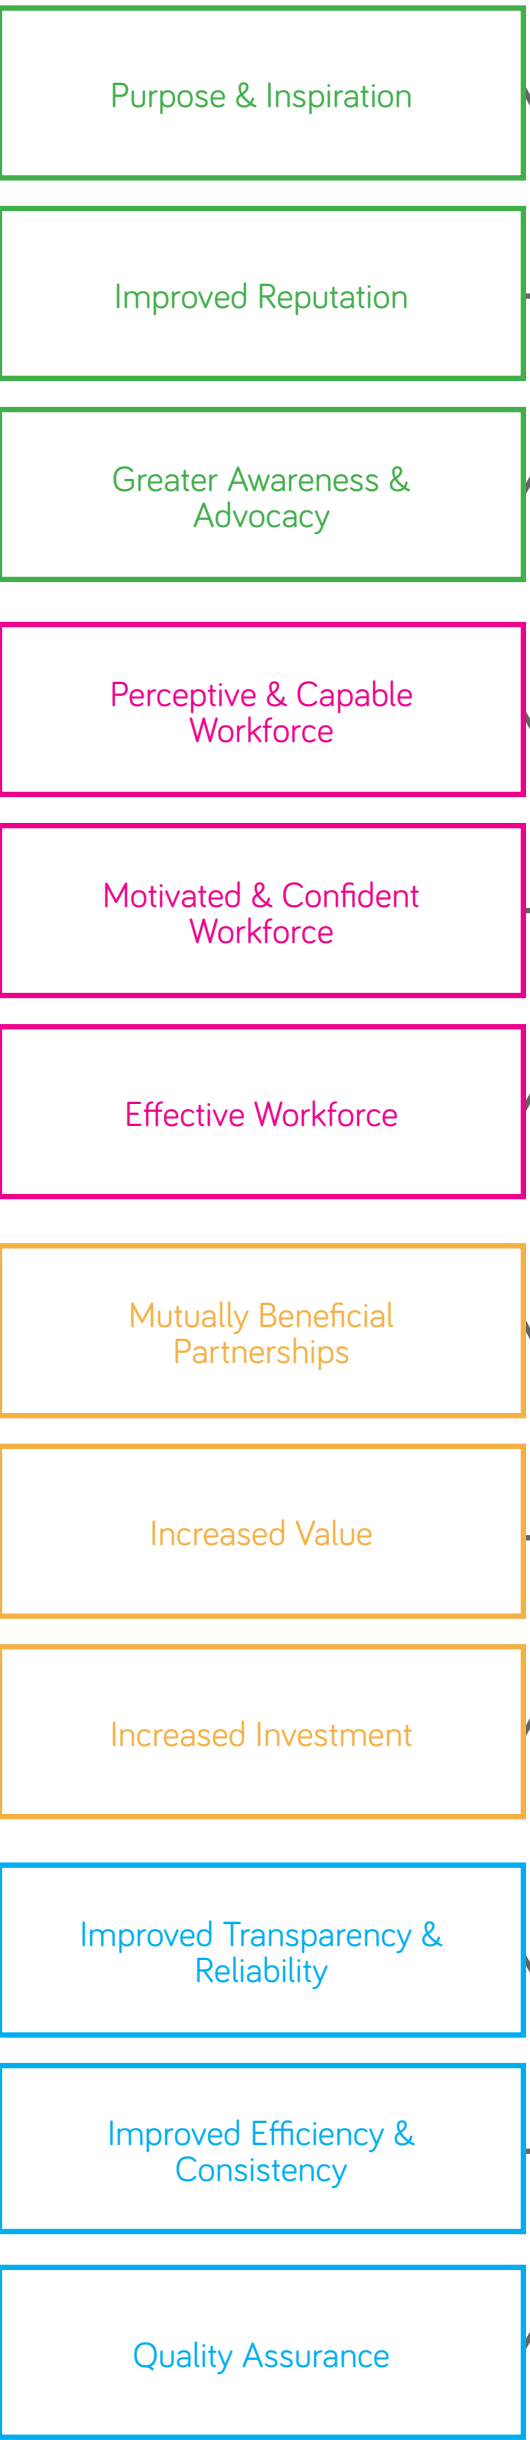 Purpose & Inspiration
Improved Reputation
Greater Awareness &
Advocacy
Perceptive & Capable
Workforce
Motivated & Confident
Workforce
Effective Workforce
Mutually Beneficial
Partnerships
Increased Value
Increased Investment
Improved Transparency &
Reliability
Improved Efficiency &
Consistency
Quality Assurance